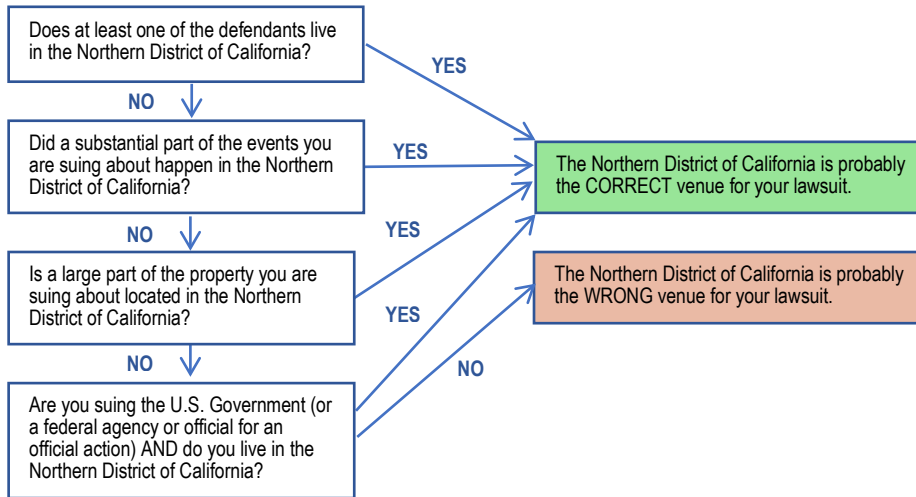 Does at least one of the defendants live
in the Northern District of California?
YES
NO
Did a substantial part of the events you
are suing about happen in the Northern
District of California?
YES
The Northern District of California is probably
the CORRECT venue for your lawsuit.
NO
YES
Is a large part of the property you are
suing about located in the Northern
District of California?
The Northern District of California is probably
the WRONG venue for your lawsuit.
YES
NO
NO
Are you suing the U.S. Government (or
a federal agency or official for an
official action) AND do you live in the
Northern District of California?